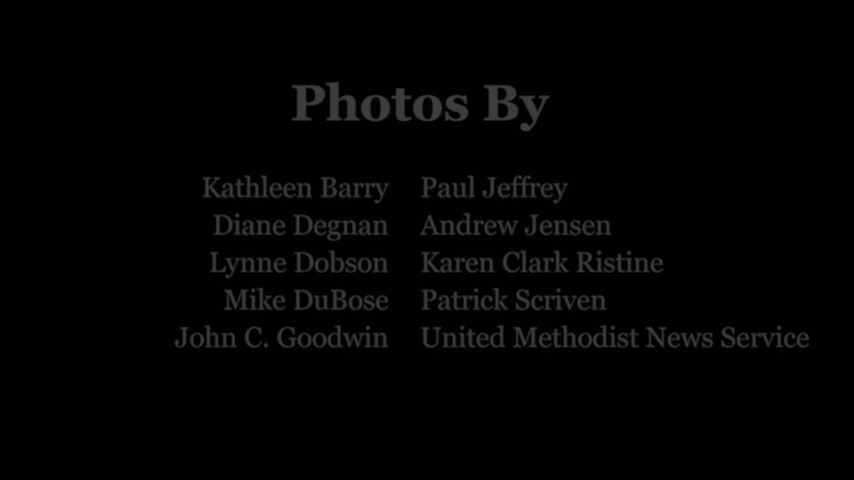 Photos By
Kathleen Barry Paul Jeffrey
Diane Degnan Andrew Jensen
Lynne Dobson Karen Clark Ristine
Mike DuBose Patrick Scriven
John C. Goodwin United Methodist News Service